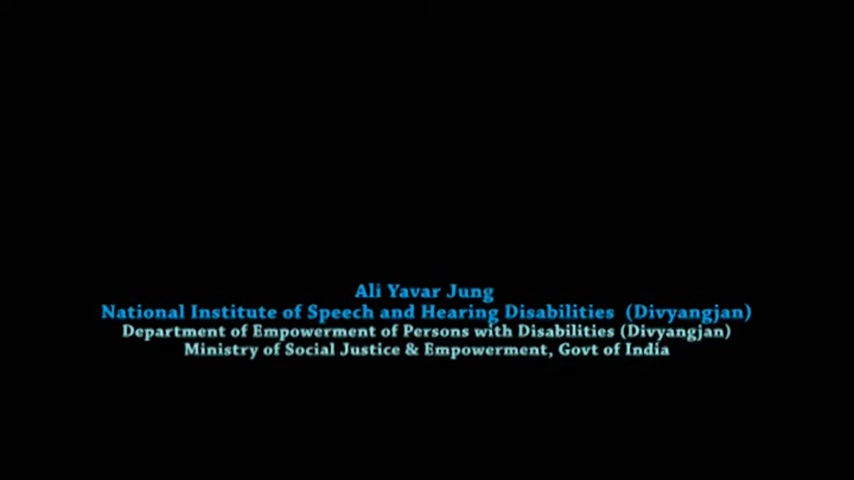 Ali Yavar Jung
National Institute of Speech and Hearing Disabilities (Divyangjan)
Department of Empowerment of Persons with Disabilities (Divyangjan)
Ministry of Social Justice & Empowerment, Govt of India